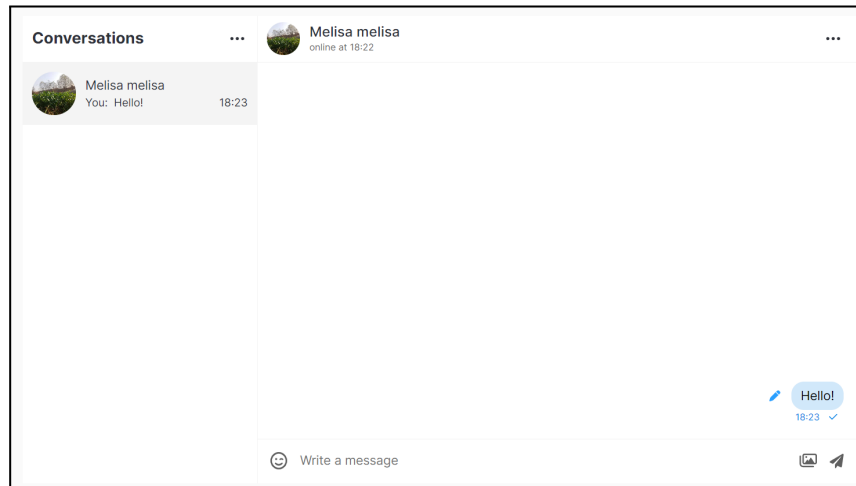 Conversations
Melisa melisa
You: Hello!
18:23
Melisa melisa
online at 18:22
Hello!
18:23
Write a message